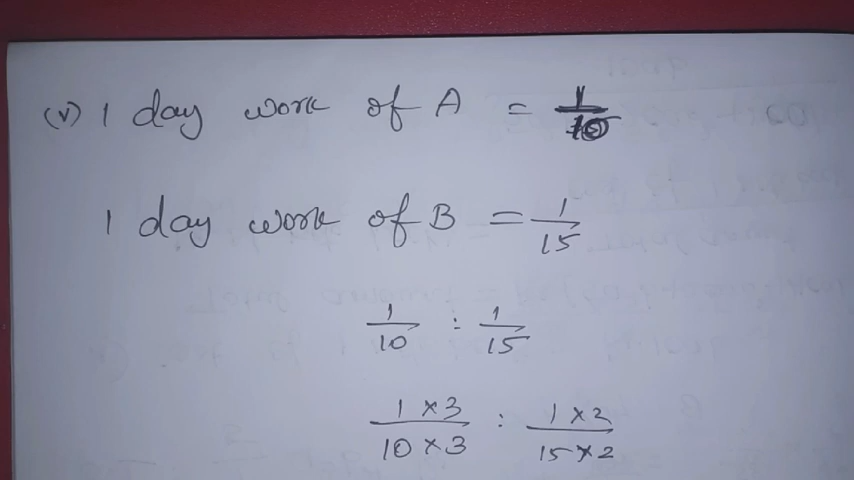 (v) 1 day work of A = 1/10
1 day work of B = 1/15
1/10 : 1/15
1×3/10×3 : 1×2/15×2